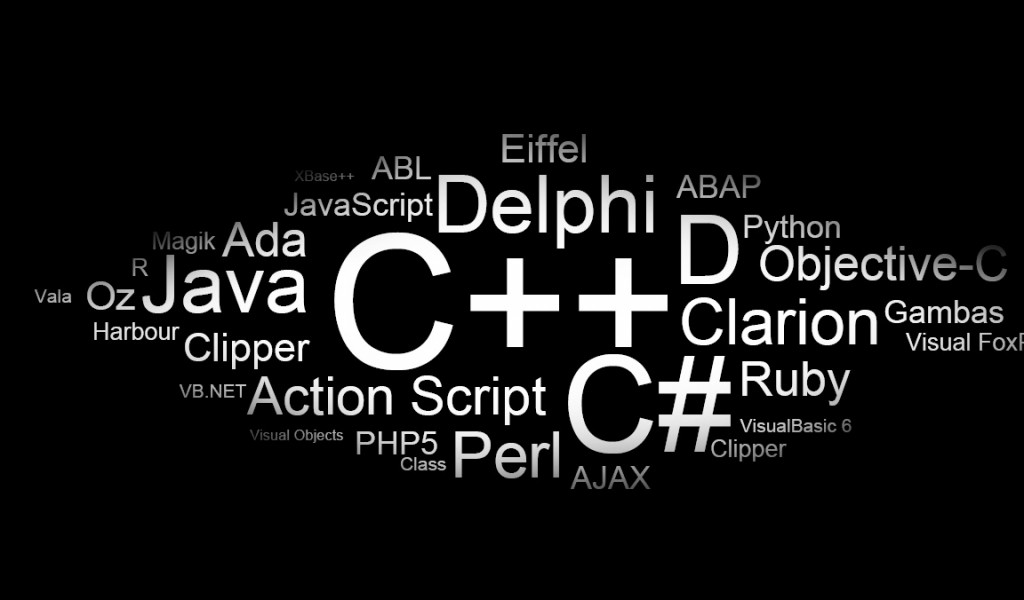 Eiffel
XBase++ ABL
JavaScript Delphi ABAP
Magik Ada D Python
R Java C++ Objective-C
Vala Oz Clarion Gambas
Harbour Clipper Visual FoxP
VB.NET Action Script C# Ruby
Visual Objects PHP5 VisualBasic 6
Class Perl Clipper
AJAX